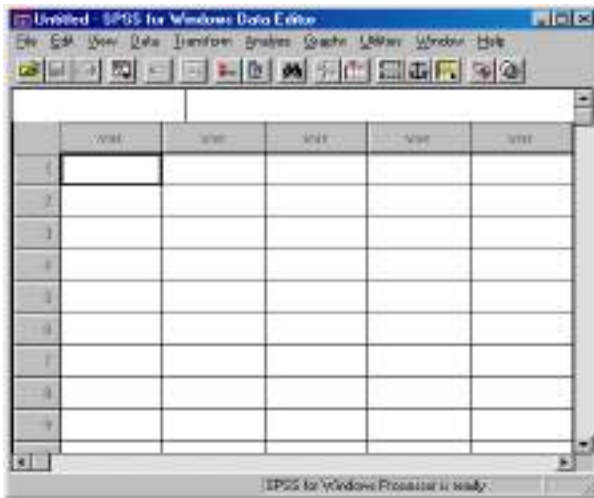 Untitled - SPSS for Windows Data Editor
File Edit View Data Transform Analyze Graphs Utilities Window Help
var var var var var
1
2
3
4
5
6
7
8
9
SPSS for Windows Processor is ready